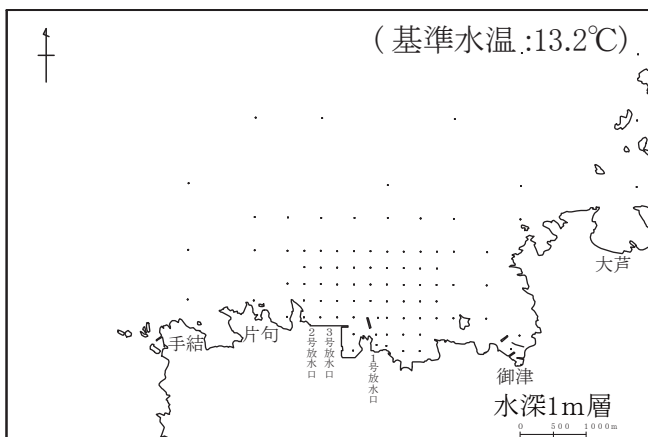 (基準水温:13.2℃)
大芦
手結
片句
2号放水口
3号放水口
1号放水口
御津
水深1m層
0 500 1000m